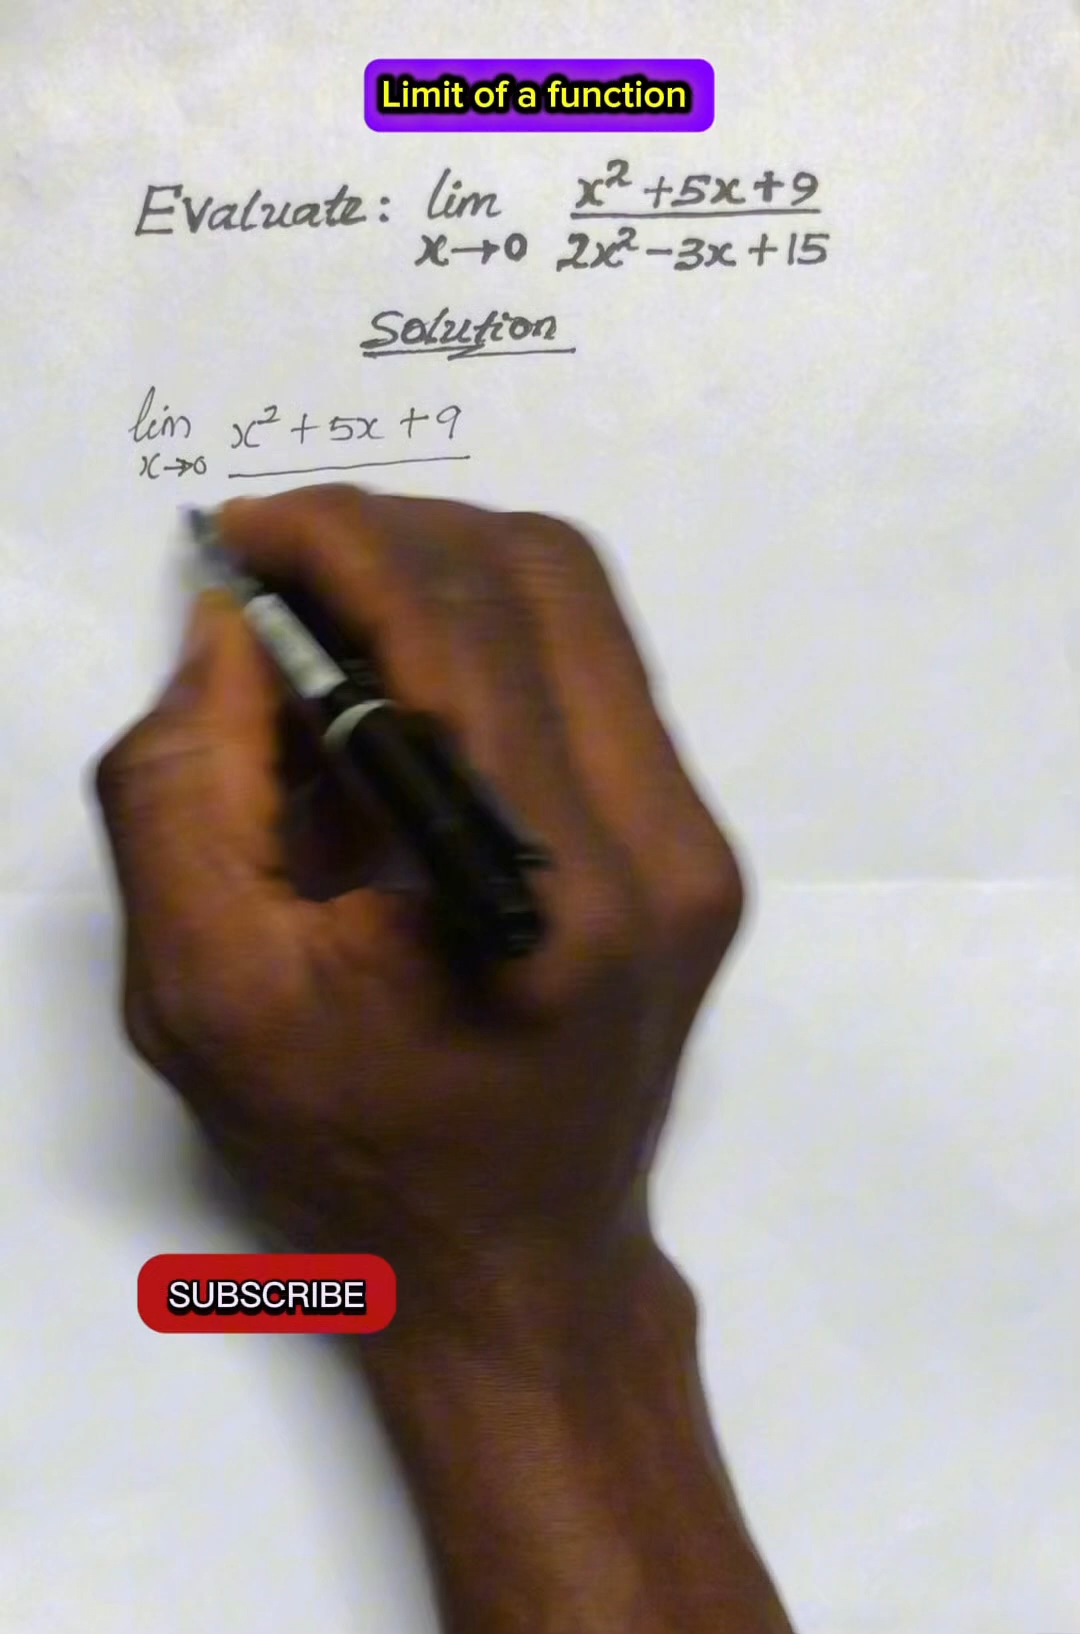 Limit of a function
Evaluate: lim x→0 x² +5x+9 / 2x² -3x +15
Solution
lim x→0 x² + 5x + 9
SUBSCRIBE